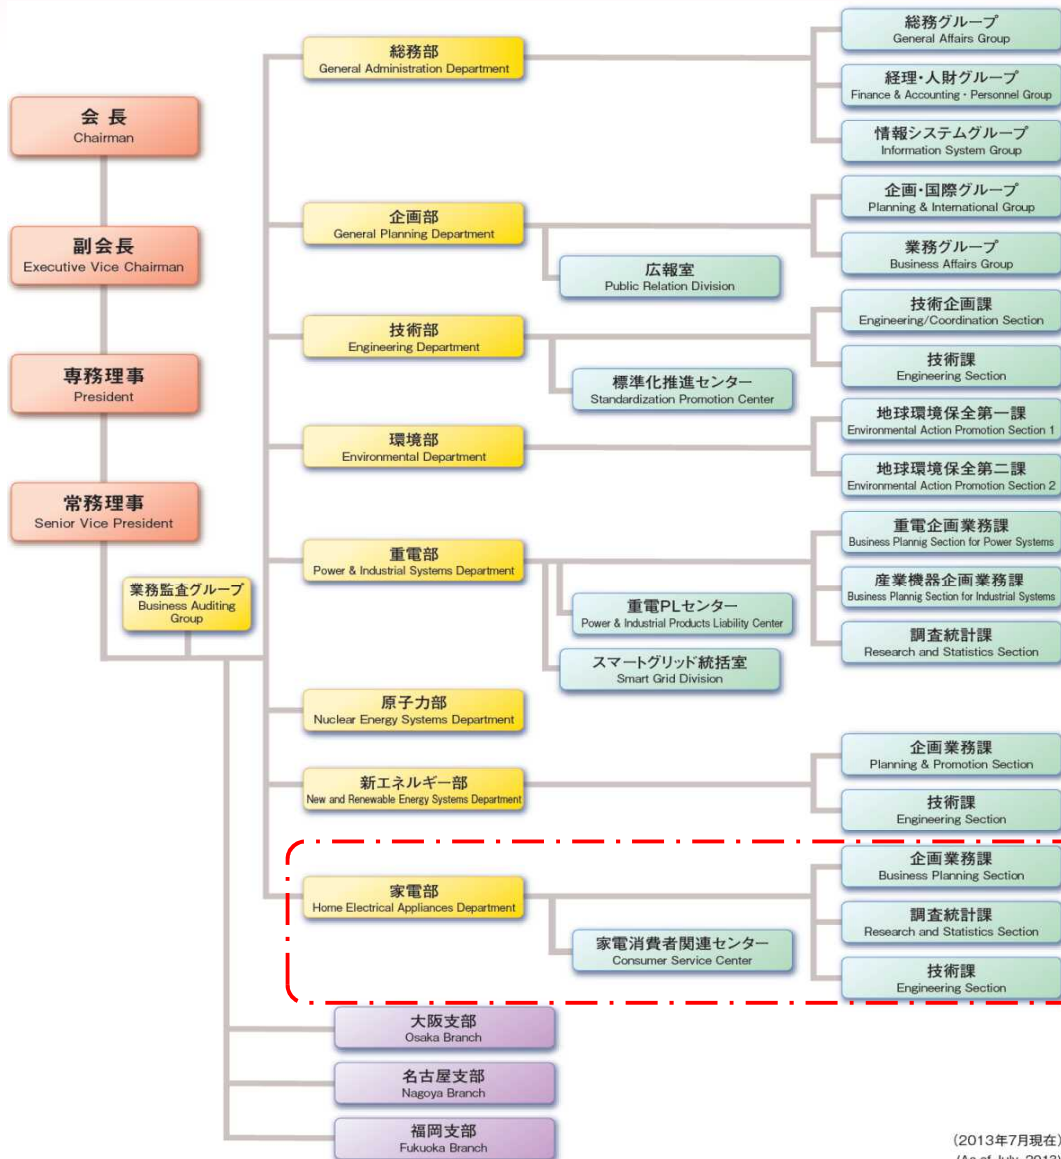 会 長
Chairman
副会長
Executive Vice Chairman
専務理事
President
常務理事
Senior Vice President
業務監査グループ
Business Auditing
Group
総務部
General Administration Department
総務グループ
General Affairs Group
経理・人財グループ
Finance & Accounting・Personnel Group
情報システムグループ
Information System Group
企画部
General Planning Department
広報室
Public Relation Division
企画・国際グループ
Planning & International Group
業務グループ
Business Affairs Group
技術部
Engineering Department
標準化推進センター
Standardization Promotion Center
技術企画課
Engineering/Coordination Section
技術課
Engineering Section
環境部
Environmental Department
地球環境保全第一課
Environmental Action Promotion Section 1
地球環境保全第二課
Environmental Action Promotion Section 2
重電部
Power & Industrial Systems Department
重電PLセンター
Power & Industrial Products Liability Center
スマートグリッド統括室
Smart Grid Division
重電企画業務課
Business Plannig Section for Power Systems
産業機器企画業務課
Business Plannig Section for Industrial Systems
調査統計課
Research and Statistics Section
原子力部
Nuclear Energy Systems Department
新エネルギー部
New and Renewable Energy Systems Department
企画業務課
Planning & Promotion Section
技術課
Engineering Section
家電部
Home Electrical Appliances Department
家電消費者関連センター
Consumer Service Center
企画業務課
Business Planning Section
調査統計課
Research and Statistics Section
技術課
Engineering Section
大阪支部
Osaka Branch
名古屋支部
Nagoya Branch
福岡支部
Fukuoka Branch
(2013年7月現在)
(As of July, 2013)